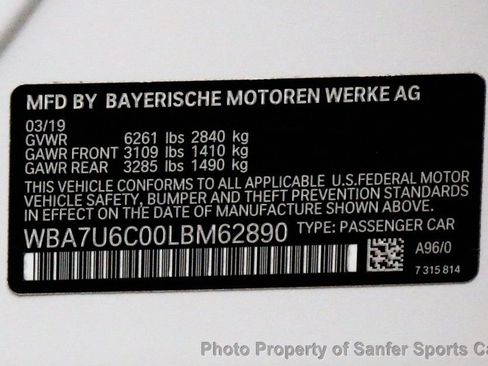 MFD BY BAYERISCHE MOTOREN WERKE AG
03/19
GVWR 6261 lbs 2840 kg
GAWR FRONT 3109 lbs 1410 kg
GAWR REAR 3285 lbs 1490 kg
THIS VEHICLE CONFORMS TO ALL APPLICABLE U.S.FEDERAL MOTOR
VEHICLE SAFETY, BUMPER AND THEFT PREVENTION STANDARDS
IN EFFECT ON THE DATE OF MANUFACTURE SHOWN ABOVE.
WBA7U6C00LBM62890 TYPE: PASSENGER CAR
A96/0
7 315 814
Photo Property of Sanfer Sports Ca